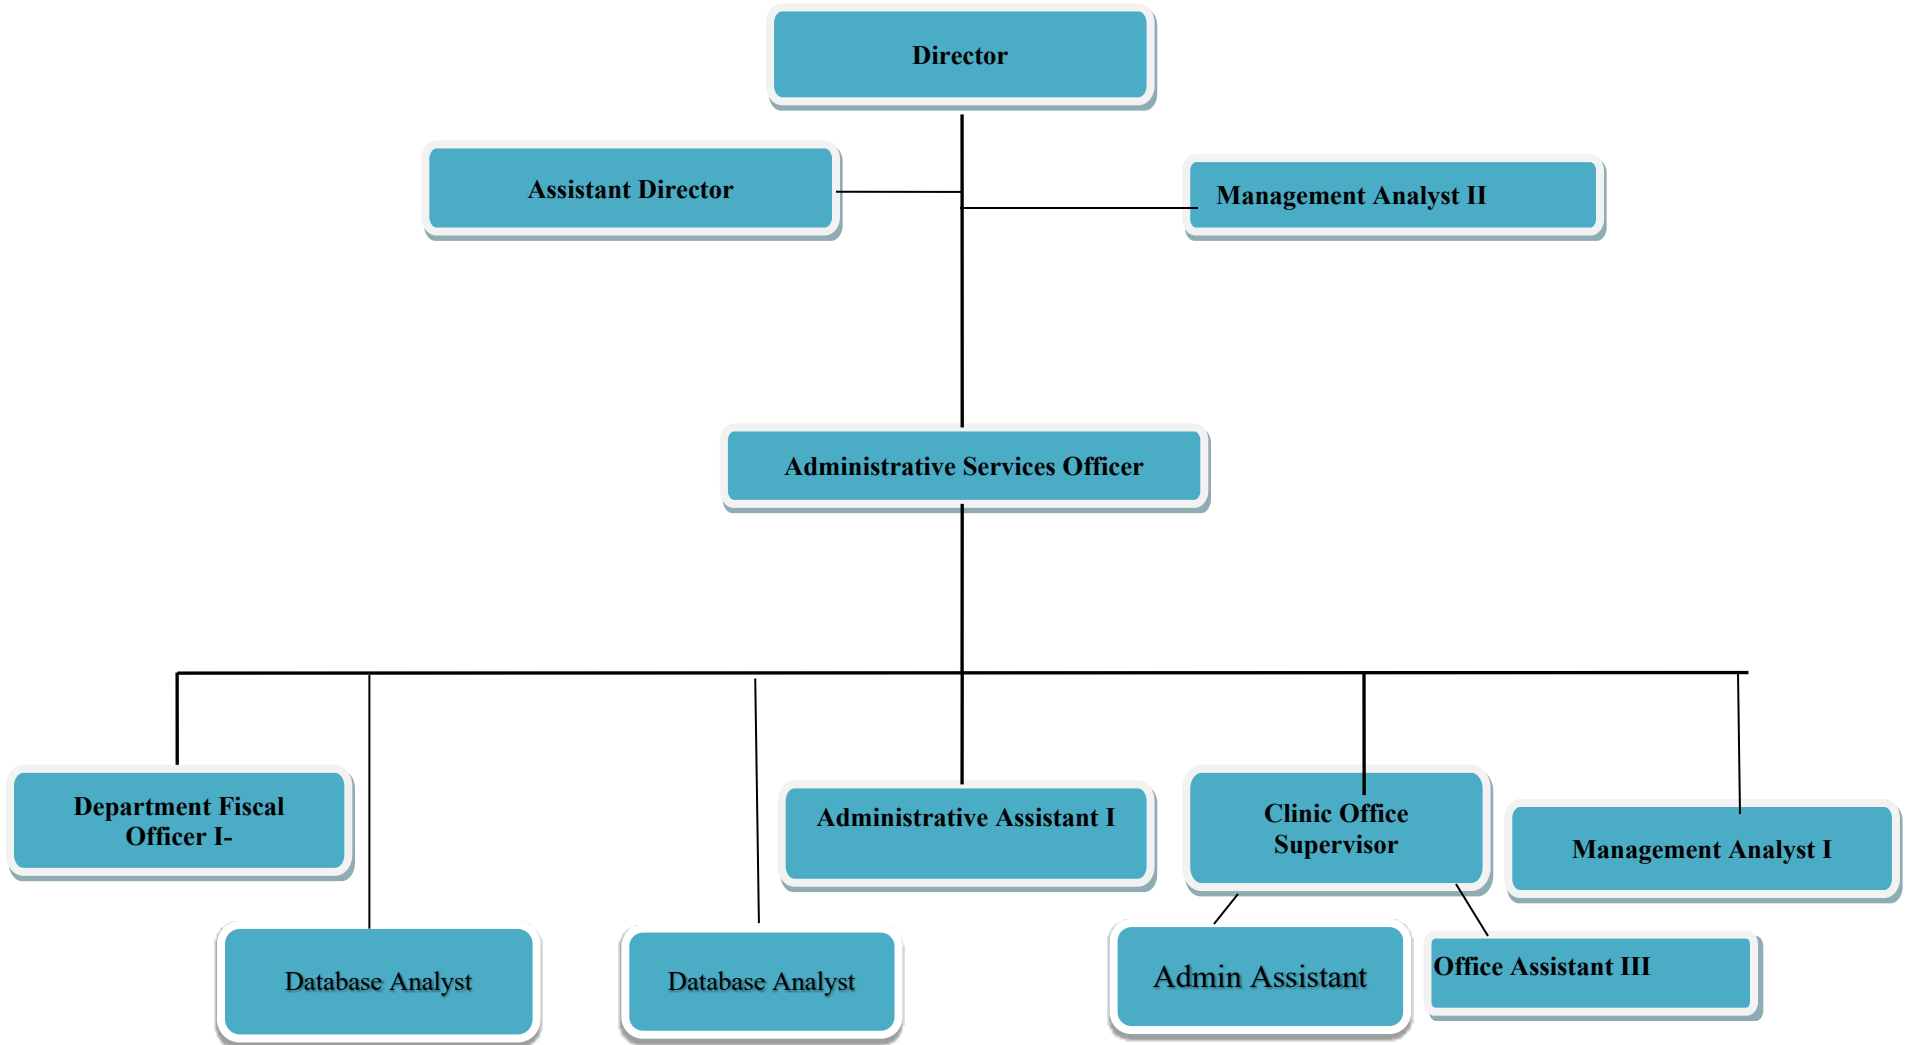 Director
Assistant Director
Management Analyst II
Administrative Services Officer
Department Fiscal
Officer I-
Administrative Assistant I
Clinic Office
Supervisor
Management Analyst I
Database Analyst
Database Analyst
Admin Assistant
Office Assistant III